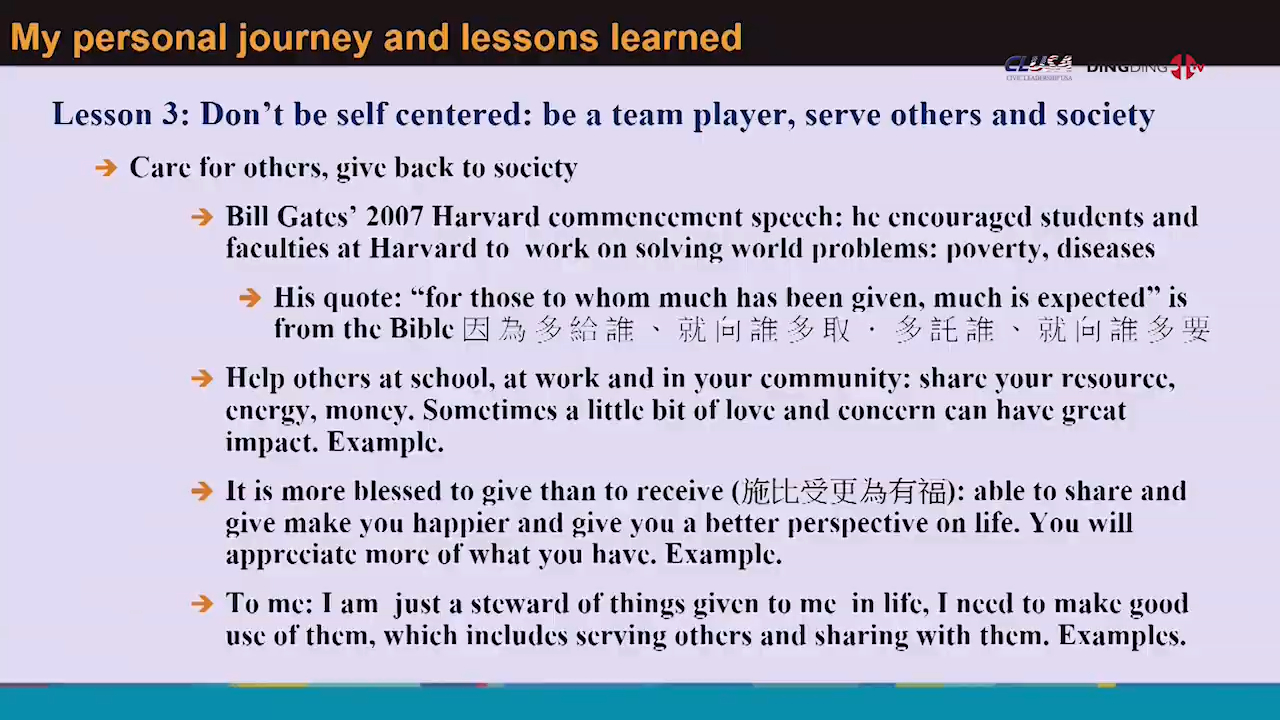 My personal journey and lessons learned
CLUSA
CIVIC LEADERSHIP USA
DINGDING TV
Lesson 3: Don’t be self centered: be a team player, serve others and society
Care for others, give back to society
Bill Gates’ 2007 Harvard commencement speech: he encouraged students and
faculties at Harvard to work on solving world problems: poverty, diseases
His quote: “for those to whom much has been given, much is expected” is
from the Bible 因為多給誰、就向誰多取．多託誰、就向誰多要
Help others at school, at work and in your community: share your resource,
energy, money. Sometimes a little bit of love and concern can have great
impact. Example.
It is more blessed to give than to receive (施比受更為有福): able to share and
give make you happier and give you a better perspective on life. You will
appreciate more of what you have. Example.
To me: I am just a steward of things given to me in life, I need to make good
use of them, which includes serving others and sharing with them. Examples.